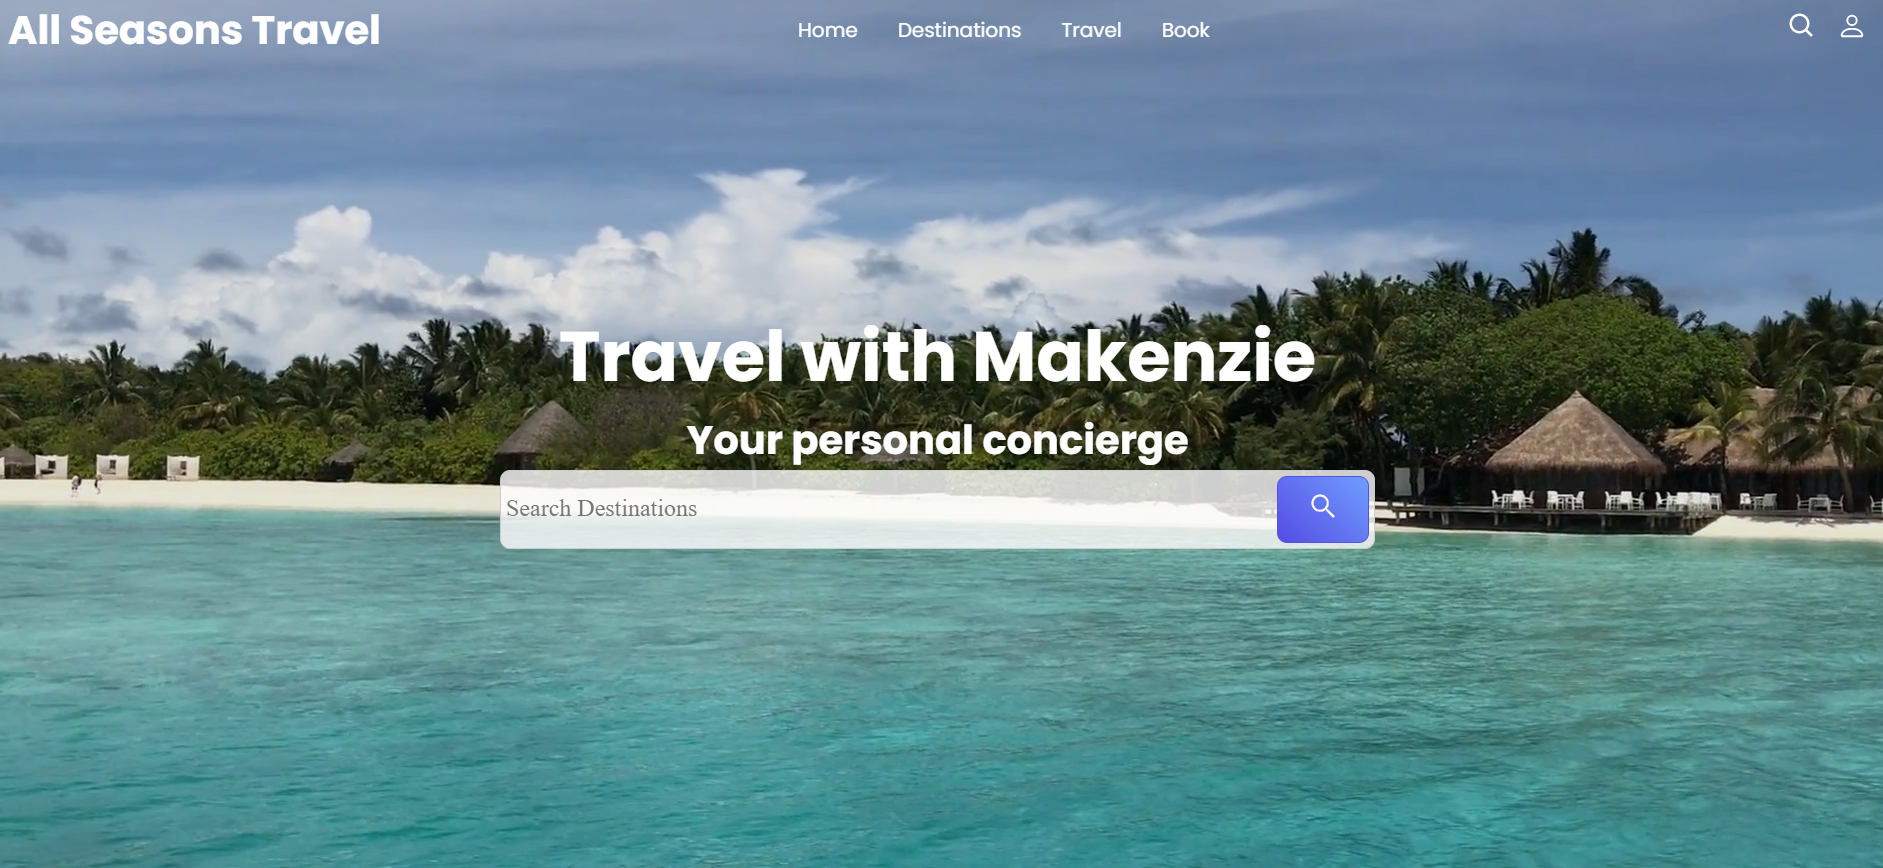 All Seasons Travel
Home Destinations Travel Book
Travel with Makenzie
Your personal concierge
Search Destinations